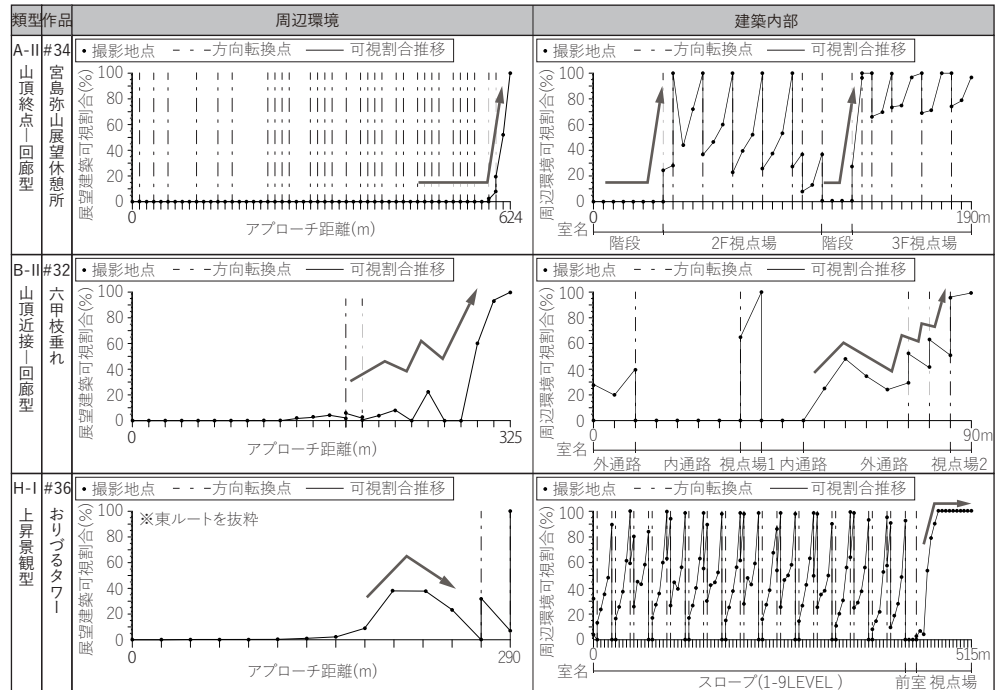 類型 作品 周辺環境 建築内部
A-II 山頂終点―回廊型
#34 宮島弥山展望休憩所
• 撮影地点 - - -方向転換点 ―― 可視割合推移
展望建築可視割合(%)
100
80
60
40
20
0
0 624
アプローチ距離(m)
• 撮影地点 - - -方向転換点 ―― 可視割合推移
周辺環境可視割合(%)
100
80
60
40
20
0
0 190m
室名
階段 2F視点場 階段 3F視点場
B-II 山頂近接―回廊型
#32 六甲枝垂れ
• 撮影地点 - - -方向転換点 ―― 可視割合推移
展望建築可視割合(%)
100
80
60
40
20
0
0 325
アプローチ距離(m)
• 撮影地点 - - -方向転換点 ―― 可視割合推移
周辺環境可視割合(%)
100
80
60
40
20
0
0 90m
室名
外通路 内通路 視点場1 内通路 外通路 視点場2
H-I 上昇景観型
#36 おりづるタワー
• 撮影地点 - - -方向転換点 ―― 可視割合推移
※東ルートを抜粋
展望建築可視割合(%)
100
80
60
40
20
0
0 290
アプローチ距離(m)
• 撮影地点 - - -方向転換点 ―― 可視割合推移
周辺環境可視割合(%)
100
80
60
40
20
0
0 515m
室名
スロープ(1-9LEVEL ) 前室 視点場